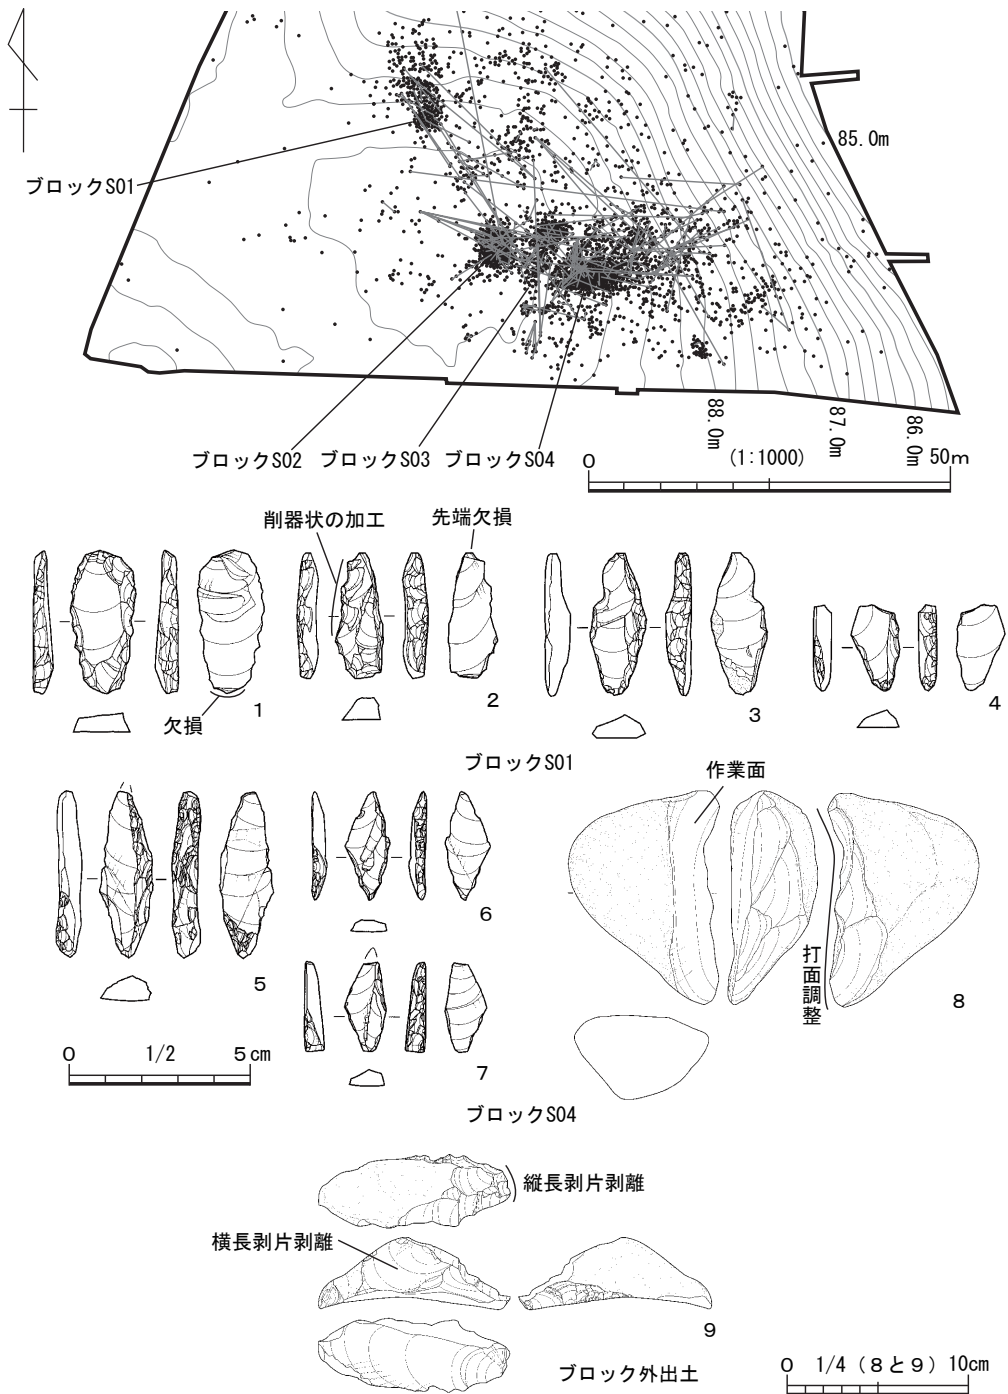 85.0m
ブロックS01
ブロックS02
ブロックS03
ブロックS04
88.0m
87.0m
86.0m
0 (1:1000) 50m
削器状の加工
先端欠損
欠損
1
2
3
4
ブロックS01
作業面
打面調整
5
6
7
8
0 1/2 5cm
ブロックS04
縦長剥片剥離
横長剥片剥離
9
ブロック外出土
0 1/4 (8と9) 10cm